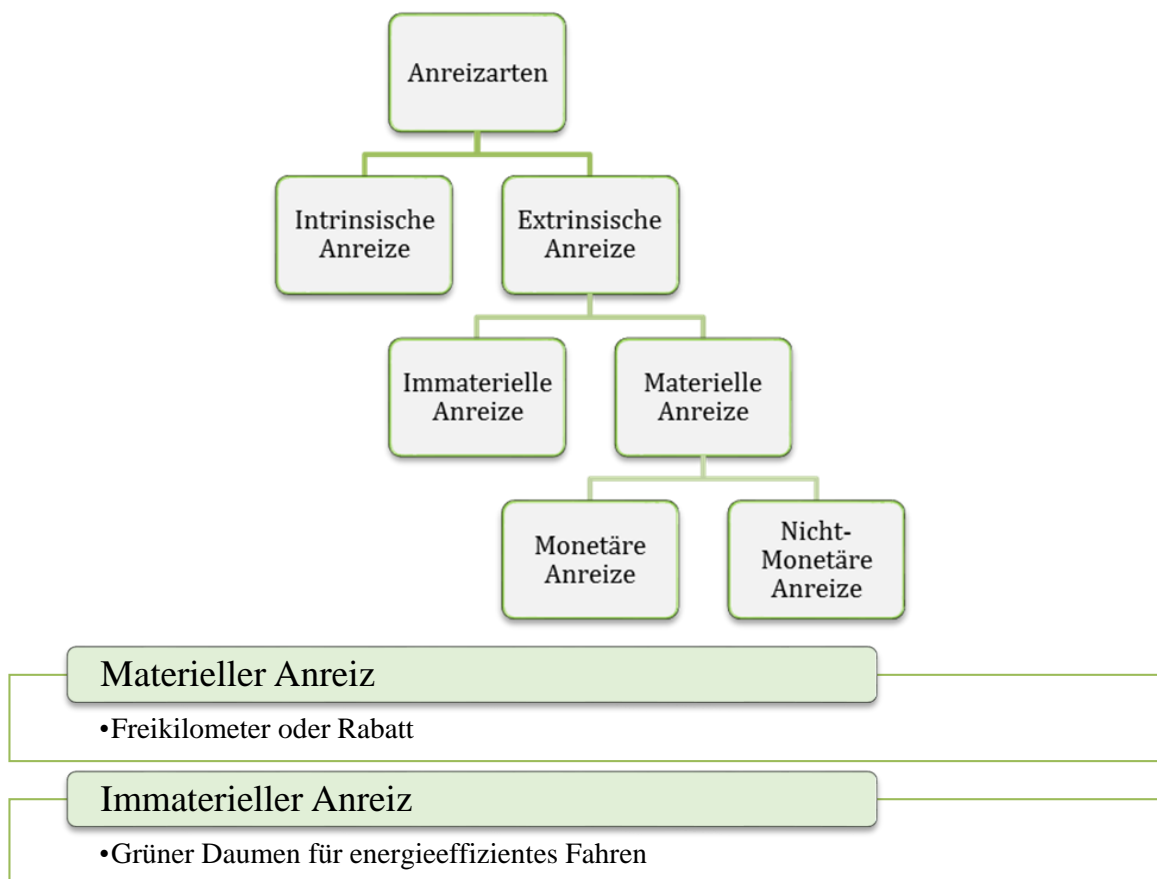 Anreizarten
Intrinsische
Anreize
Extrinsische
Anreize
Immaterielle
Anreize
Materielle
Anreize
Monetäre
Anreize
Nicht-
Monetäre
Anreize
Materieller Anreiz
•Freikilometer oder Rabatt
Immaterieller Anreiz
•Grüner Daumen für energieeffizientes Fahren